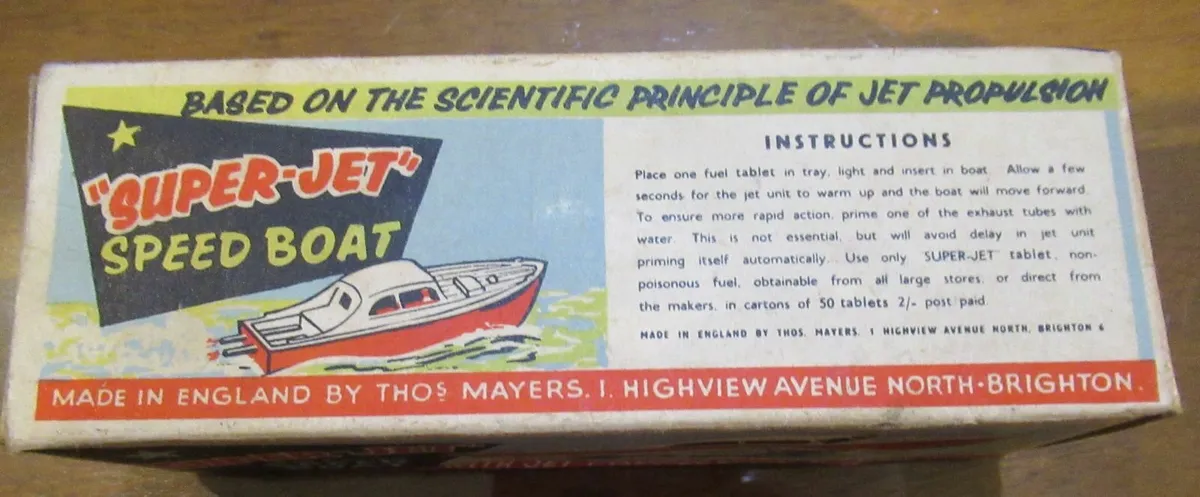 BASED ON THE SCIENTIFIC PRINCIPLE OF JET PROPULSION
"SUPER-JET"
SPEED BOAT
INSTRUCTIONS
Place one fuel tablet in tray, light and insert in boat. Allow a few
seconds for the jet unit to warm up and the boat will move forward.
To ensure more rapid action, prime one of the exhaust tubes with
water. This is not essential, but will avoid delay in jet unit
priming itself automatically. Use only SUPER-JET tablet, non-
poisonous fuel, obtainable from all large stores, or direct from
the makers, in cartons of 50 tablets 2/- post paid.
MADE IN ENGLAND BY THOS. MAYERS. 1 HIGHVIEW AVENUE NORTH, BRIGHTON 6
MADE IN ENGLAND BY THOS MAYERS. 1. HIGHVIEW AVENUE NORTH·BRIGHTON.